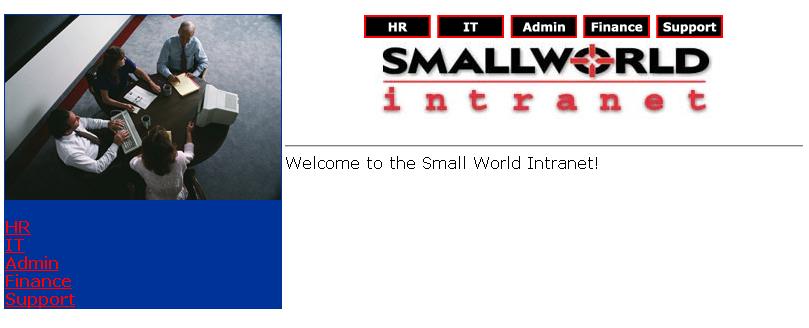 HR IT Admin Finance Support
SMALLWORLD
intranet
Welcome to the Small World Intranet!
HR
IT
Admin
Finance
Support